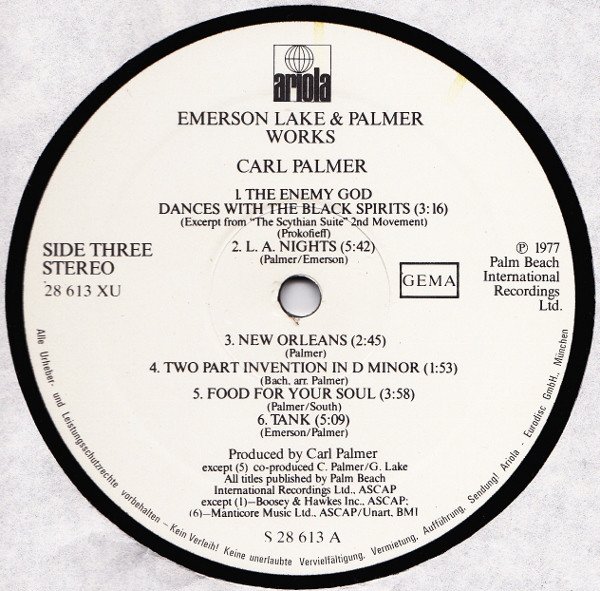 ariola
EMERSON LAKE & PALMER
WORKS
CARL PALMER
1. THE ENEMY GOD
DANCES WITH THE BLACK SPIRITS (3:16)
(Excerpt from "The Scythian Suite" 2nd Movement)
(Prokofieff)
2. L. A. NIGHTS (5:42)
(Palmer/Emerson)
SIDE THREE
STEREO
28 613 XU
GEMA
℗ 1977
Palm Beach
International
Recordings
Ltd.
3. NEW ORLEANS (2:45)
(Palmer)
4. TWO PART INVENTION IN D MINOR (1:53)
(Bach, arr. Palmer)
5. FOOD FOR YOUR SOUL (3:58)
(Palmer/South)
6. TANK (5:09)
(Emerson/Palmer)
Produced by Carl Palmer
except (5) co-produced C. Palmer/G. Lake
All titles published by Palm Beach
International Recordings Ltd., ASCAP
except (1)—Boosey & Hawkes Inc., ASCAP;
(6)—Manticore Music Ltd., ASCAP/Unart, BMI
S 28 613 A
Alle Urheber- und Leistungsschutzrechte vorbehalten - Kein Verleih! Keine unerlaubte Vervielfältigung, Vermietung, Aufführung, Sendung! Ariola - Eurodisc GmbH., München